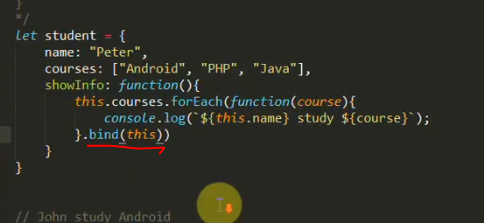 }
*/
let student = {
name: "Peter",
courses: ["Android", "PHP", "Java"],
showInfo: function(){
this.courses.forEach(function(course){
console.log(`${this.name} study ${course}`);
}.bind(this))
}
}
// John study Android